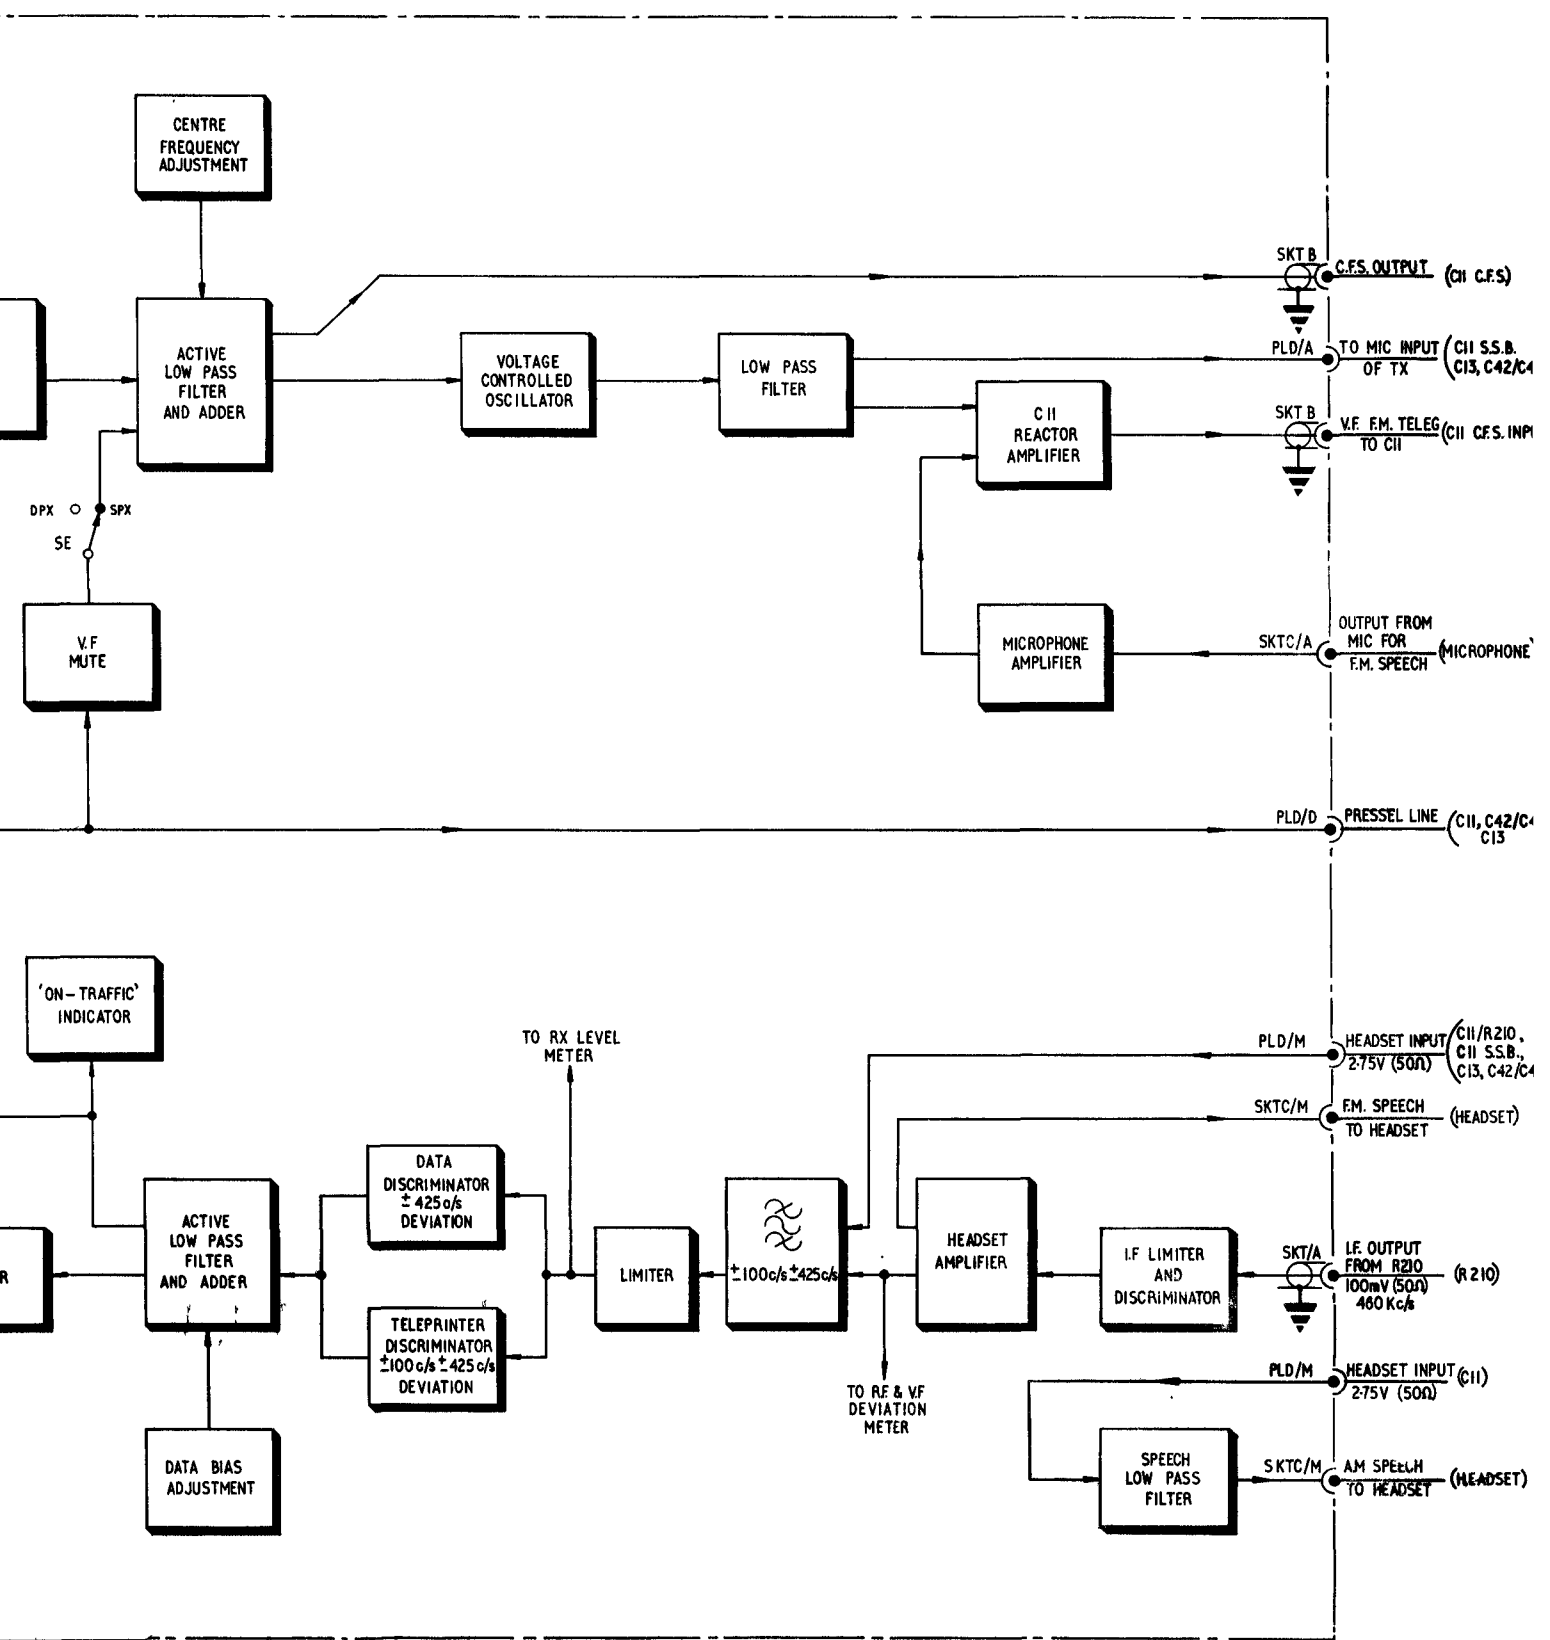 CENTRE
FREQUENCY
ADJUSTMENT
SKT B
C.F.S. OUTPUT
(C11 C.F.S)
ACTIVE
LOW PASS
FILTER
AND ADDER
VOLTAGE
CONTROLLED
OSCILLATOR
LOW PASS
FILTER
PLD/A
TO MIC INPUT
OF TX
(C11 S.S.B.
C13, C42/C4
C11
REACTOR
AMPLIFIER
SKT B
V.F. F.M. TELEG
TO C11
(C11 C.F.S. INP
DPX
SPX
SE
V.F
MUTE
MICROPHONE
AMPLIFIER
SKTC/A
OUTPUT FROM
MIC FOR
F.M. SPEECH
(MICROPHONE
PLD/D
PRESSEL LINE
(C11, C42/C4
C13
'ON-TRAFFIC'
INDICATOR
TO RX LEVEL
METER
PLD/M
HEADSET INPUT
2·75V (50Ω)
(C11/R210,
C11 S.S.B.,
C13, C42/C4
SKTC/M
F.M. SPEECH
TO HEADSET
(HEADSET)
R
ACTIVE
LOW PASS
FILTER
AND ADDER
DATA
DISCRIMINATOR
±425c/s
DEVIATION
TELEPRINTER
DISCRIMINATOR
±100c/s ±425c/s
DEVIATION
LIMITER
±100c/s ±425c/s
HEADSET
AMPLIFIER
I.F LIMITER
AND
DISCRIMINATOR
SKT/A
I.F. OUTPUT
FROM R210
100mV (50Ω)
460 Kc/s
(R210)
DATA BIAS
ADJUSTMENT
TO R.F. & V.F
DEVIATION
METER
PLD/M
HEADSET INPUT
2·75V (50Ω)
(C11)
SPEECH
LOW PASS
FILTER
SKTC/M
A.M SPEECH
TO HEADSET
(HEADSET)